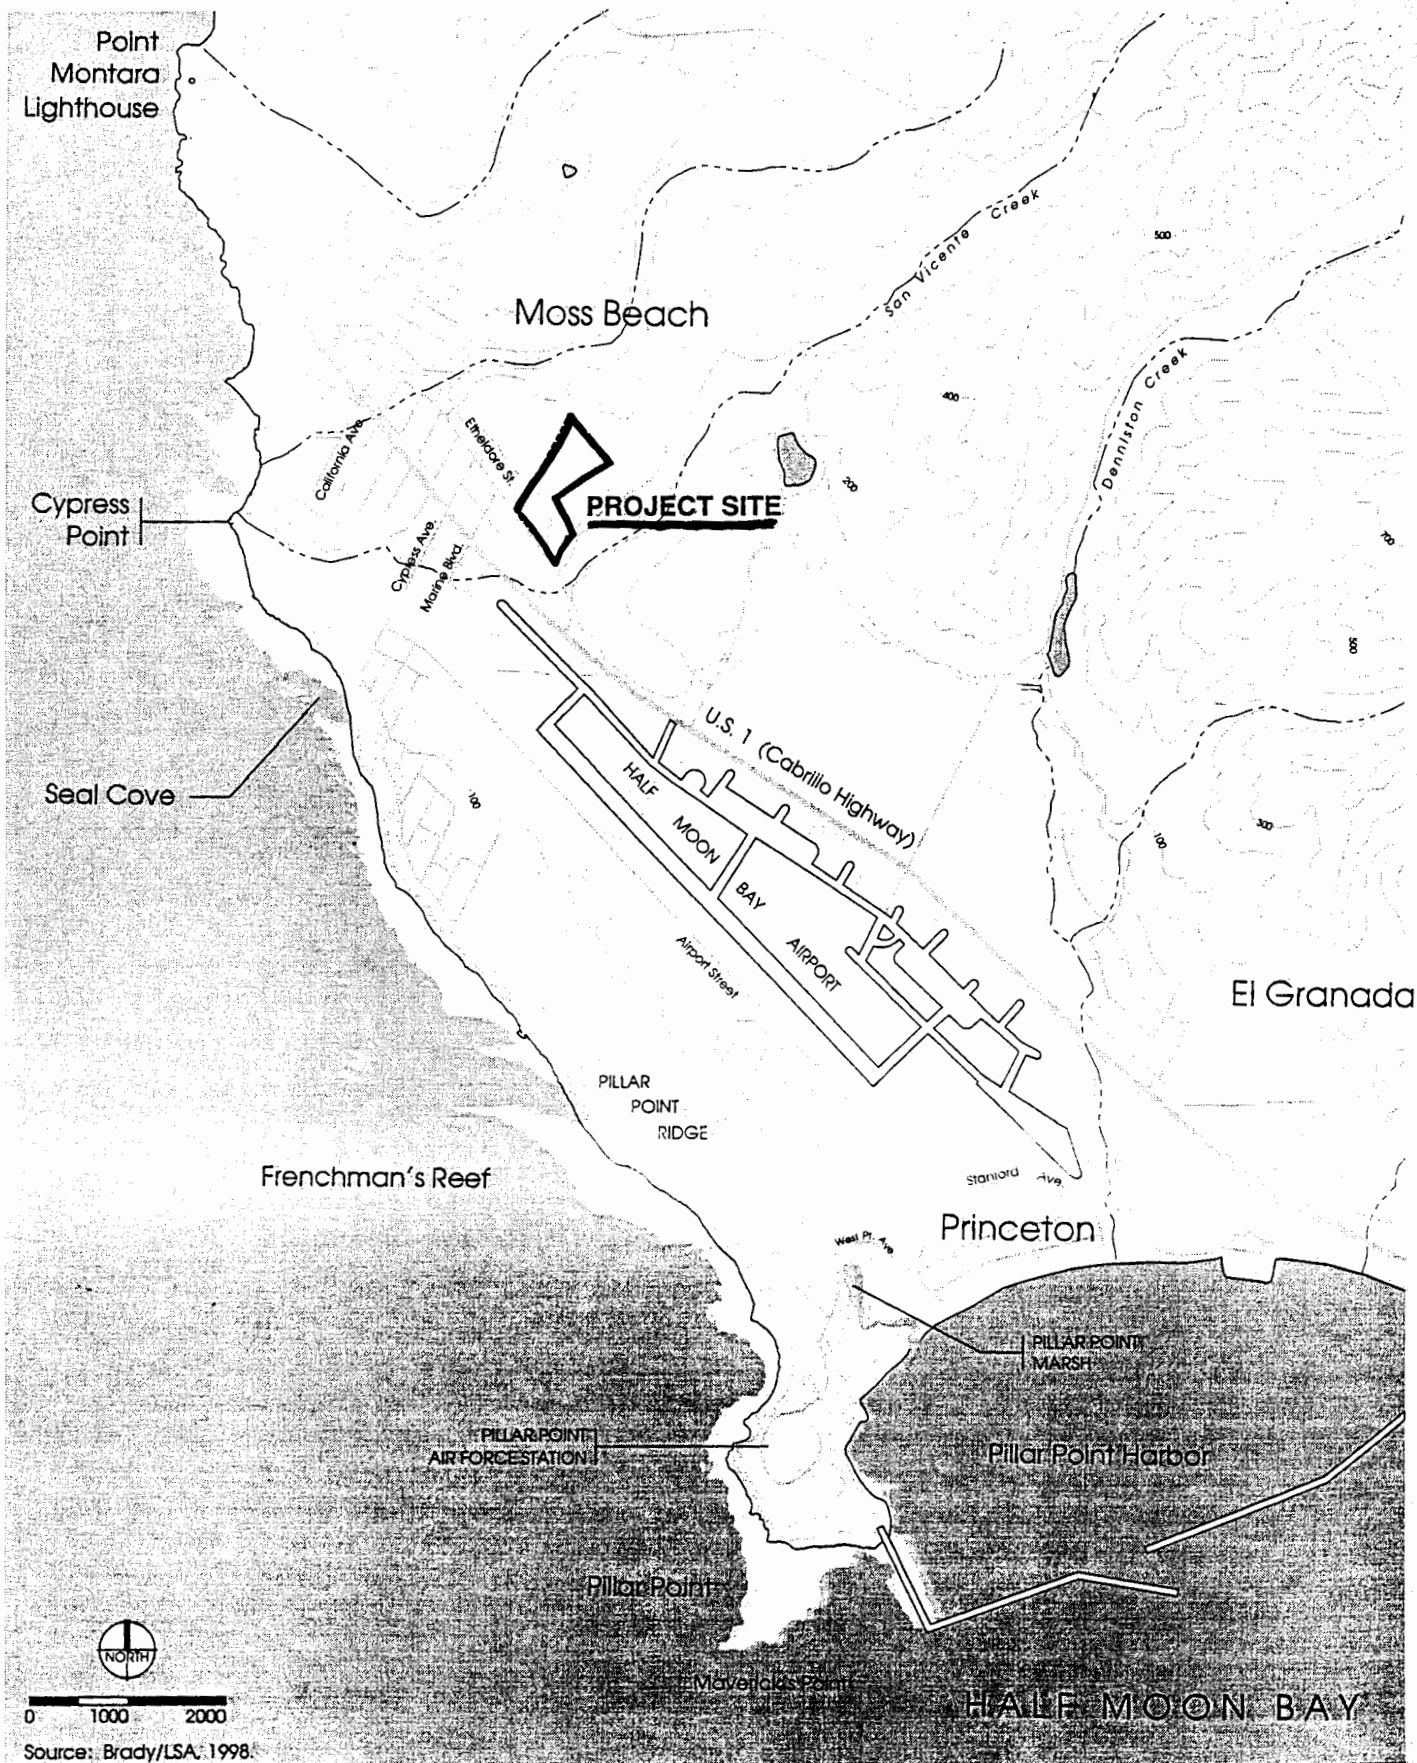 Point
Montara
Lighthouse
San Vicente Creek
500
Moss Beach
Denniston Creek
400
California Ave.
Etheldore St.
200
Cypress
Point
PROJECT SITE
Cypress Ave.
Marine Blvd.
700
500
U.S. 1 (Cabrillo Highway)
Seal Cove
100
HALF
MOON
BAY
AIRPORT
300
100
Airport Street
El Granada
PILLAR
POINT
RIDGE
Frenchman's Reef
Stanford Ave.
Princeton
West Pt. Ave
PILLAR POINT
MARSH
PILLAR POINT
AIR FORCE STATION
Pillar Point Harbor
Pillar Point
NORTH
Mavericks Point
HALF MOON BAY
0 1000 2000
Source: Brady/LSA, 1998.